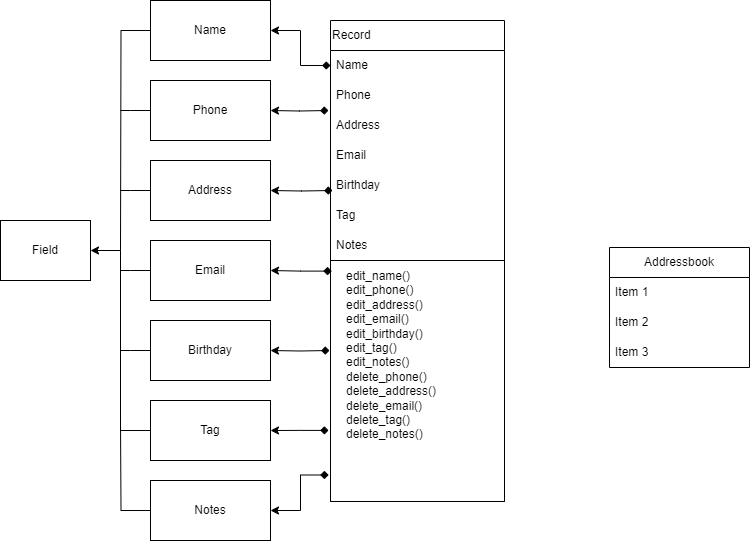 Name
Phone
Address
Email
Birthday
Tag
Notes
Field
Record
Name
Phone
Address
Email
Birthday
Tag
Notes
edit_name()
edit_phone()
edit_address()
edit_email()
edit_birthday()
edit_tag()
edit_notes()
delete_phone()
delete_address()
delete_email()
delete_tag()
delete_notes()
Addressbook
Item 1
Item 2
Item 3